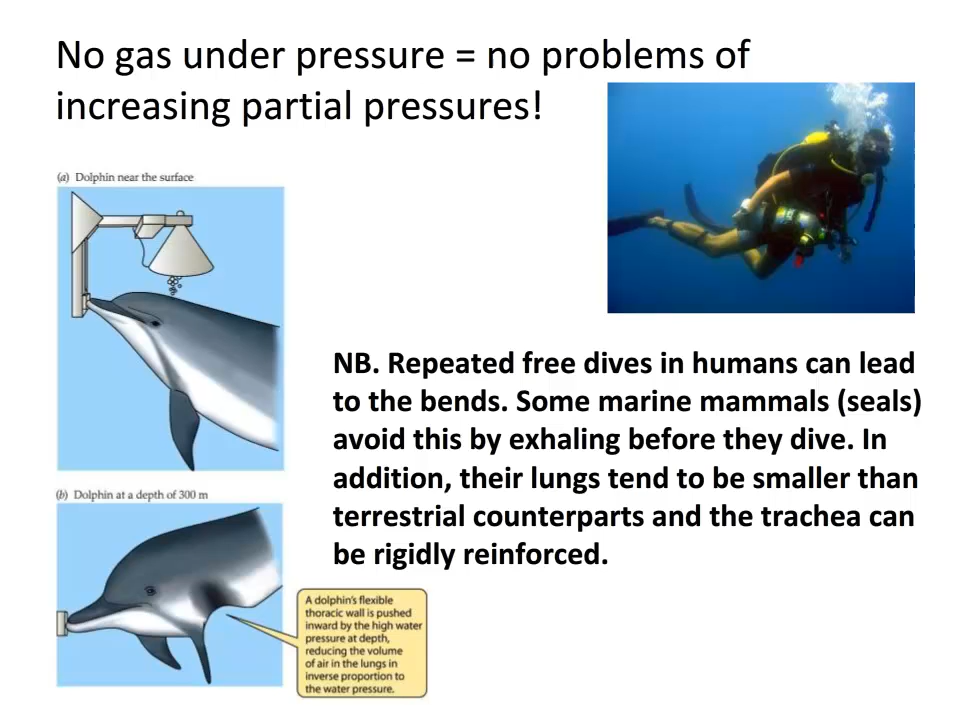 No gas under pressure = no problems of
increasing partial pressures!
(a) Dolphin near the surface
NB. Repeated free dives in humans can lead
to the bends. Some marine mammals (seals)
avoid this by exhaling before they dive. In
addition, their lungs tend to be smaller than
terrestrial counterparts and the trachea can
be rigidly reinforced.
(b) Dolphin at a depth of 300 m
A dolphin's flexible
thoracic wall is pushed
inward by the high water
pressure at depth,
reducing the volume
of air in the lungs in
inverse proportion to
the water pressure.